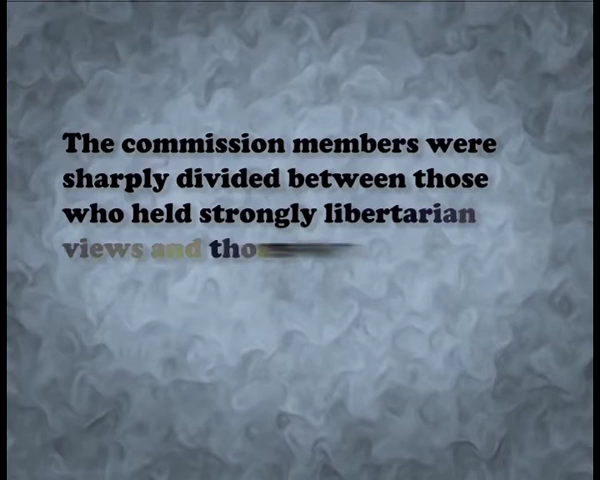 The commission members were
sharply divided between those
who held strongly libertarian
views and tho